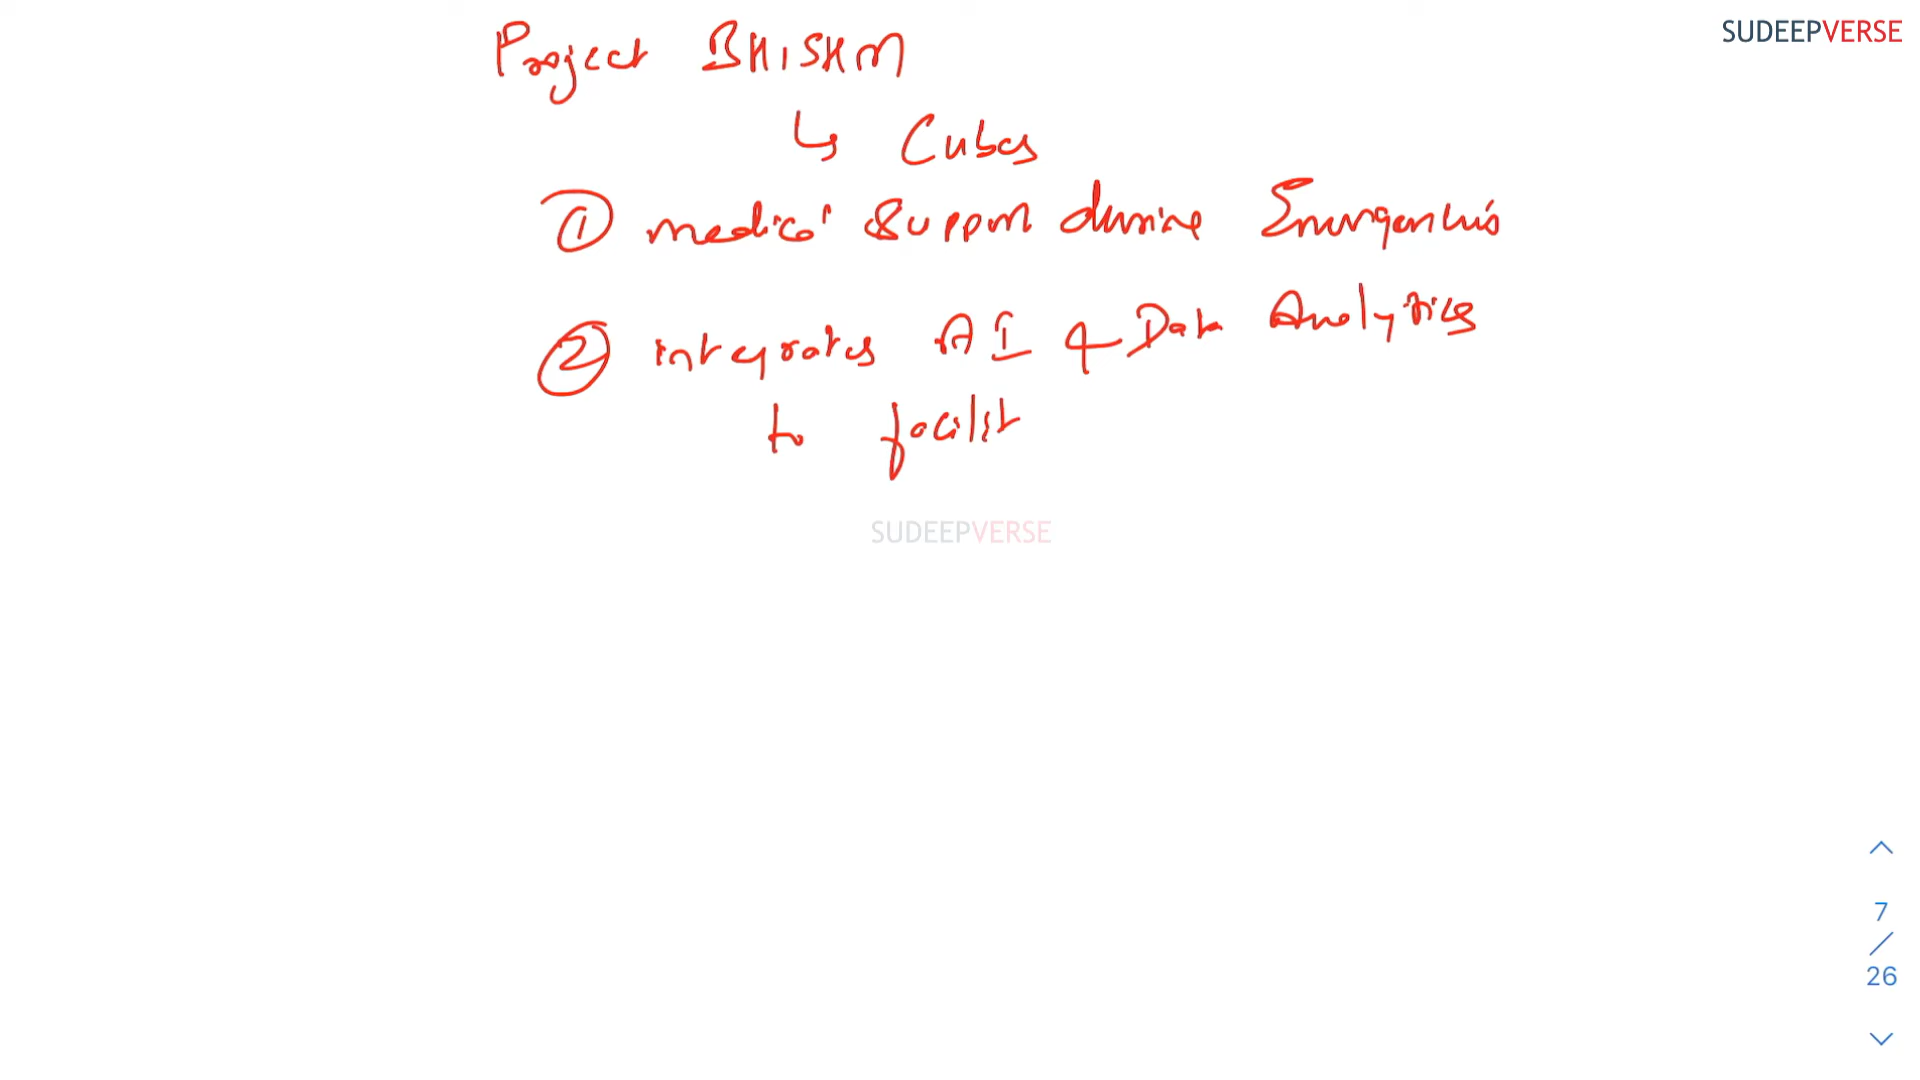 SUDEEPVERSE
Project BHISHM
↳ Cubes
① medical Support during Emergencies
② integrates AI & Data Analytics
to facilit
SUDEEPVERSE
7
/
26